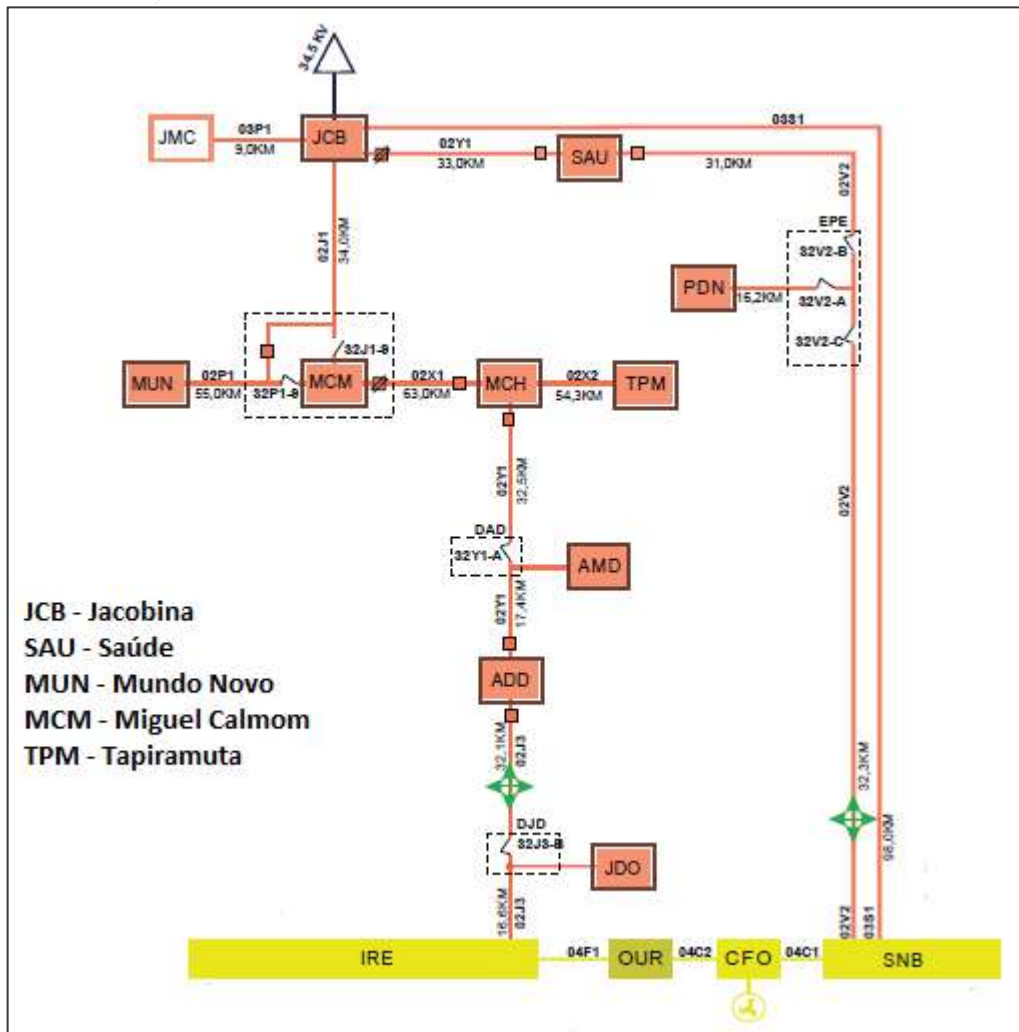 34.5 KV
JMC
03P1
9,0KM
JCB
03S1
02Y1
33,0KM
SAU
31,0KM
02V2
02J1
34,0KM
EPE
32V2-B
PDN
15,2KM
32V2-A
32V2-C
32J1-9
MUN
02P1
55,0KM
32P1-9
MCM
02X1
53,0KM
MCH
02X2
54,3KM
TPM
02Y1
32,5KM
02V2
DAD
32Y1-A
AMD
02Y1
17,4KM
JCB - Jacobina
SAU - Saúde
MUN - Mundo Novo
MCM - Miguel Calmom
TPM - Tapiramuta
ADD
32,1KM
02J3
32,3KM
98,0KM
DJD
32J3-B
JDO
16,6KM
02J3
02V2
03S1
IRE
04F1
OUR
04C2
CFO
04C1
SNB